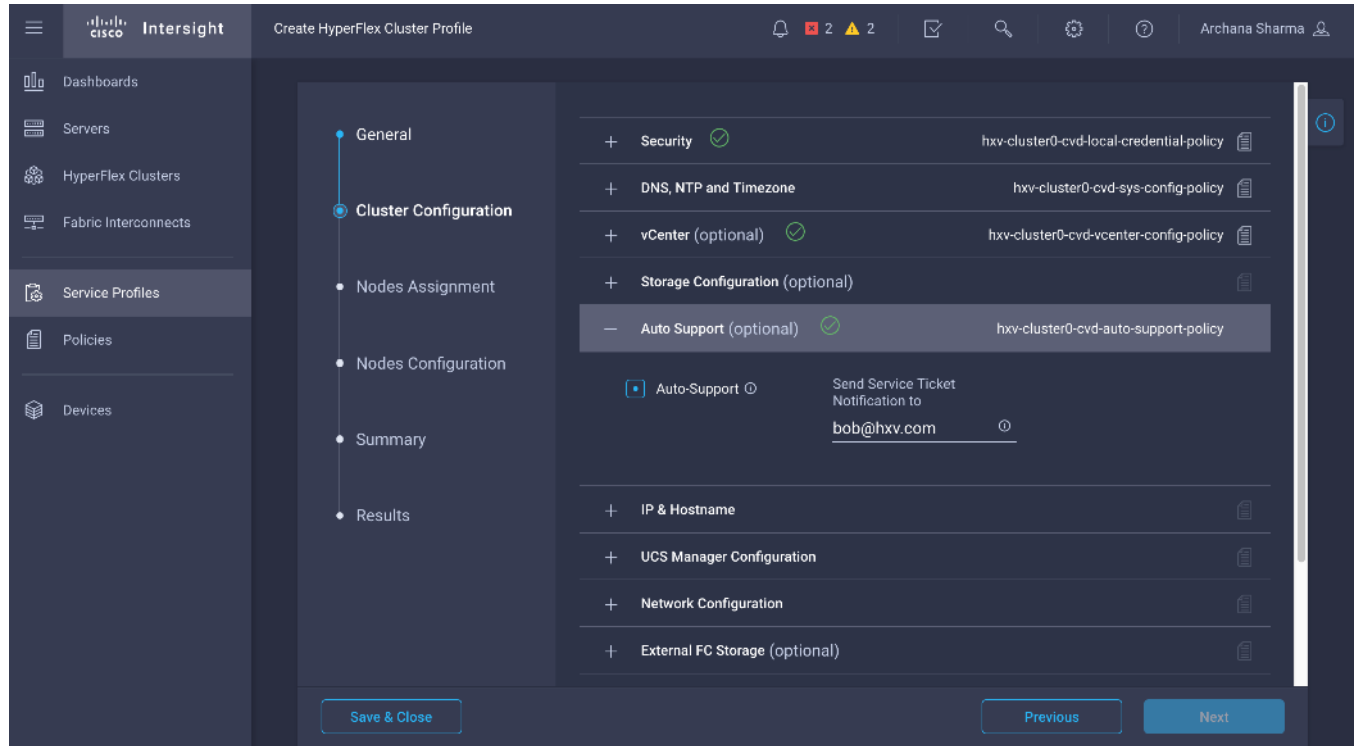 cisco Intersight
Create HyperFlex Cluster Profile
2
2
Archana Sharma
Dashboards
Servers
HyperFlex Clusters
Fabric Interconnects
Service Profiles
Policies
Devices
General
Cluster Configuration
Nodes Assignment
Nodes Configuration
Summary
Results
+ Security hxv-cluster0-cvd-local-credential-policy
+ DNS, NTP and Timezone hxv-cluster0-cvd-sys-config-policy
+ vCenter (optional) hxv-cluster0-cvd-vcenter-config-policy
+ Storage Configuration (optional)
— Auto Support (optional) hxv-cluster0-cvd-auto-support-policy
Auto-Support
Send Service Ticket
Notification to
bob@hxv.com
+ IP & Hostname
+ UCS Manager Configuration
+ Network Configuration
+ External FC Storage (optional)
Save & Close
Previous
Next